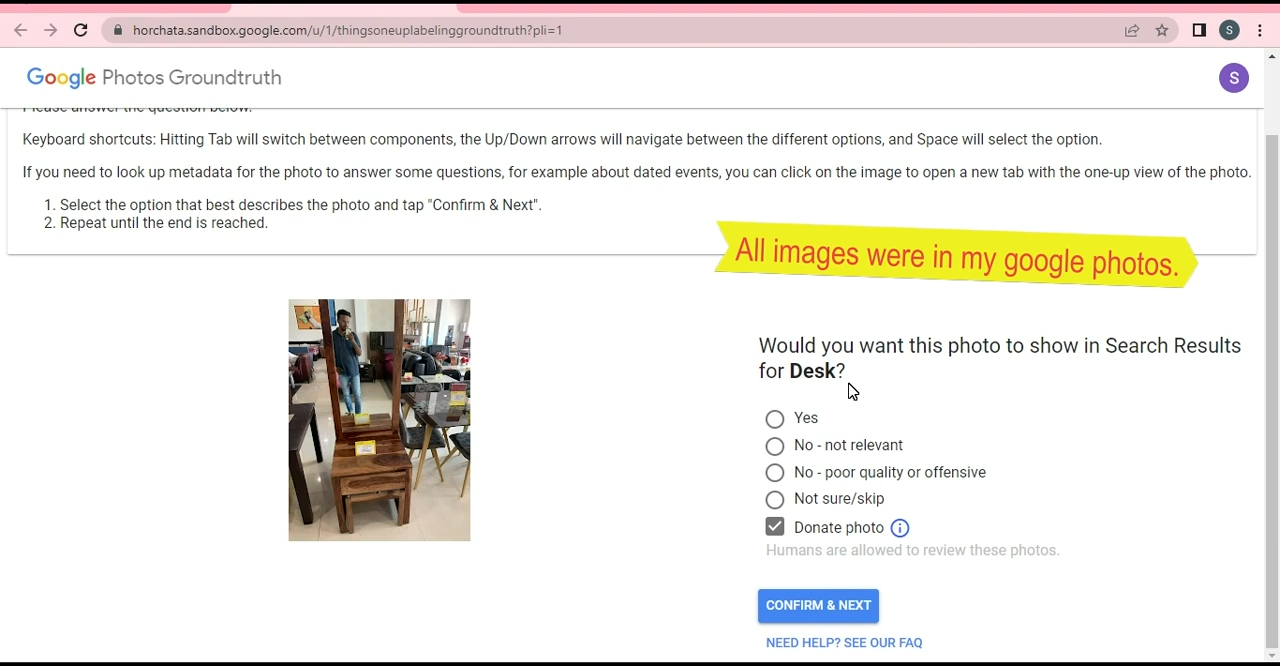 horchata.sandbox.google.com/u/1/thingsoneuplabelinggroundtruth?pli=1
S
Google Photos Groundtruth
S
Please answer the question below.
Keyboard shortcuts: Hitting Tab will switch between components, the Up/Down arrows will navigate between the different options, and Space will select the option.
If you need to look up metadata for the photo to answer some questions, for example about dated events, you can click on the image to open a new tab with the one-up view of the photo.
1. Select the option that best describes the photo and tap "Confirm & Next".
2. Repeat until the end is reached.
All images were in my google photos.
Would you want this photo to show in Search Results
for Desk?
Yes
No - not relevant
No - poor quality or offensive
Not sure/skip
Donate photo
Humans are allowed to review these photos.
CONFIRM & NEXT
NEED HELP? SEE OUR FAQ